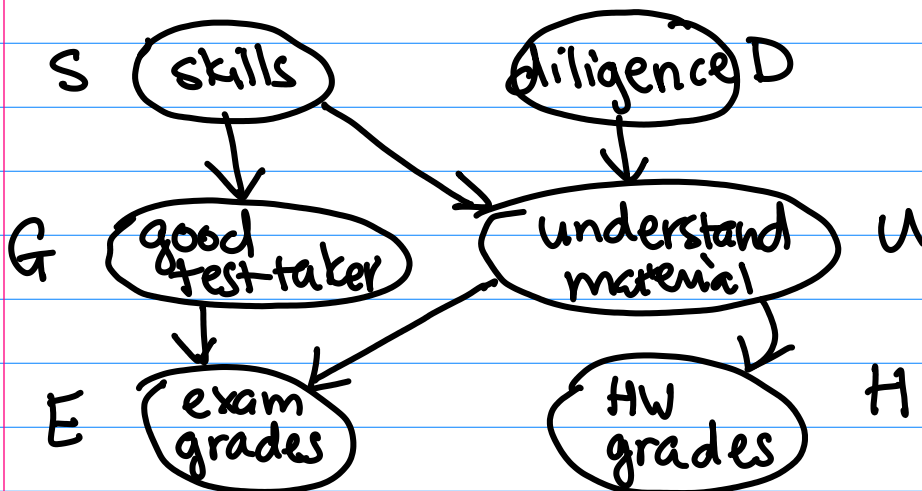 S skills diligence D
G good understand U
test-taker material
E exam HW H
grades grades